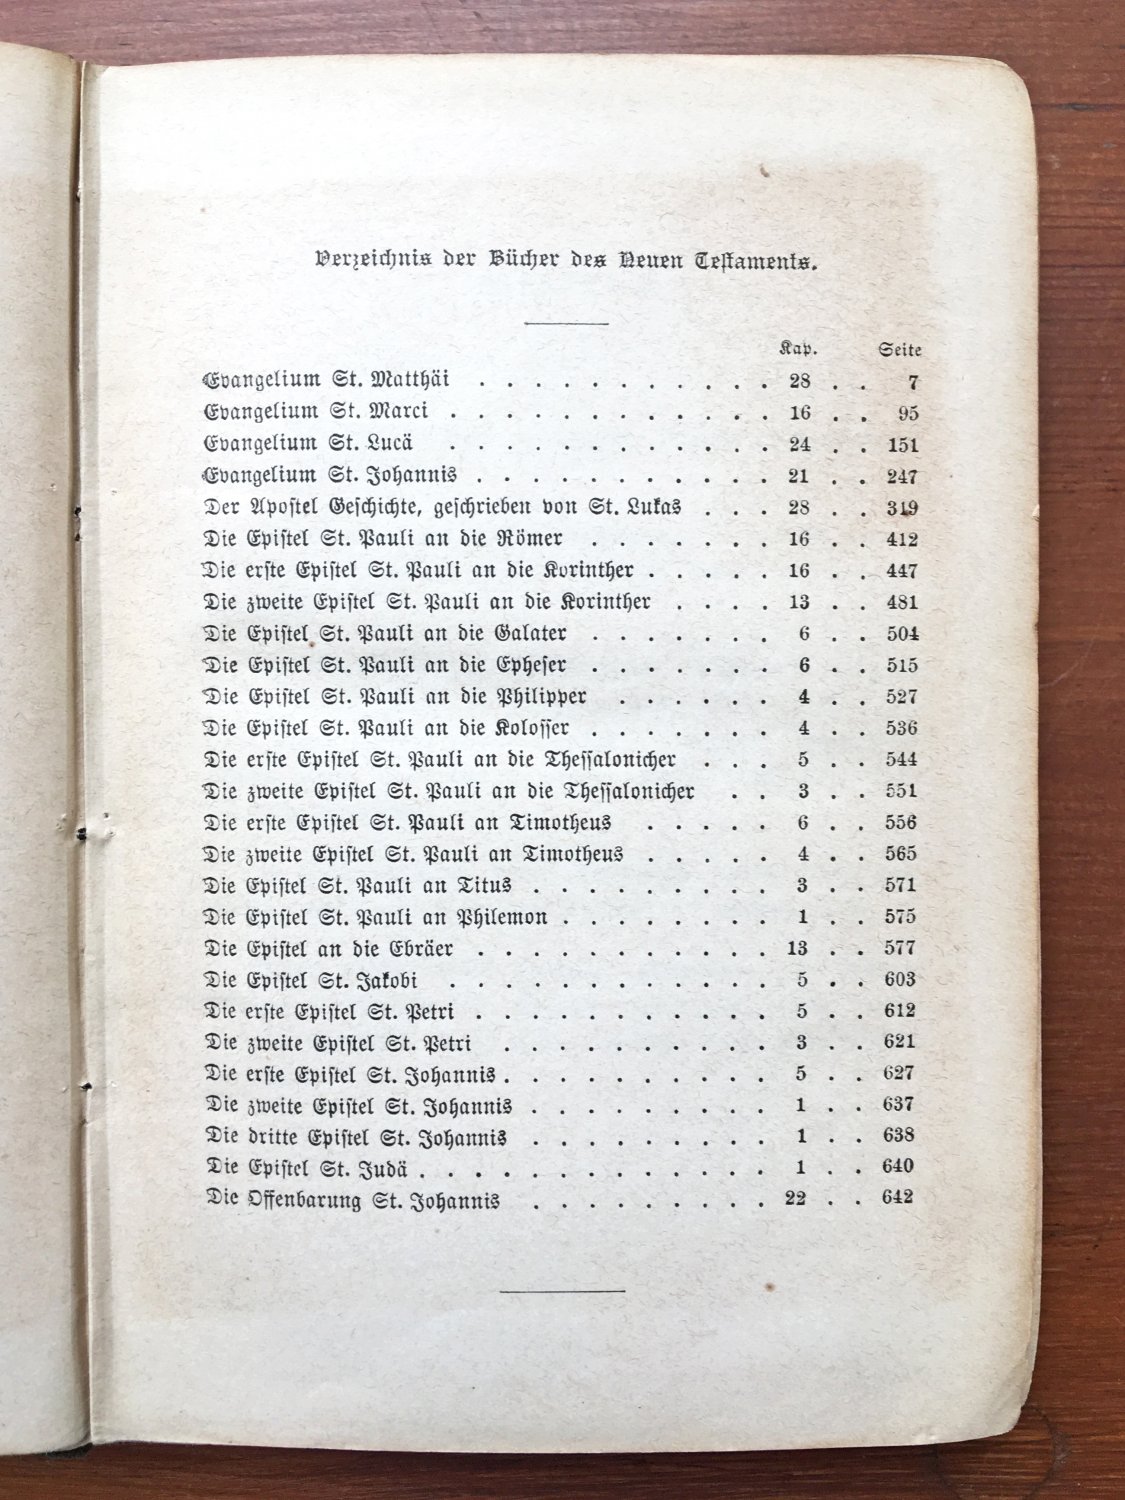 Verzeichnis der Bücher des Neuen Testaments.
Kap. Seite
Evangelium St. Matthäi . . . . . . . . . . . 28 . . 7
Evangelium St. Marci . . . . . . . . . . . . 16 . . 95
Evangelium St. Lucä . . . . . . . . . . . . 24 . . 151
Evangelium St. Johannis . . . . . . . . . . . 21 . . 247
Der Apostel Geschichte, geschrieben von St. Lukas . . . 28 . . 319
Die Epistel St. Pauli an die Römer . . . . . . . 16 . . 412
Die erste Epistel St. Pauli an die Korinther . . . . . 16 . . 447
Die zweite Epistel St. Pauli an die Korinther . . . . 13 . . 481
Die Epistel St. Pauli an die Galater . . . . . . . 6 . . 504
Die Epistel St. Pauli an die Epheser . . . . . . . 6 . . 515
Die Epistel St. Pauli an die Philipper . . . . . . 4 . . 527
Die Epistel St. Pauli an die Kolosser . . . . . . . 4 . . 536
Die erste Epistel St. Pauli an die Thessalonicher . . . 5 . . 544
Die zweite Epistel St. Pauli an die Thessalonicher . . 3 . . 551
Die erste Epistel St. Pauli an Timotheus . . . . . 6 . . 556
Die zweite Epistel St. Pauli an Timotheus . . . . . 4 . . 565
Die Epistel St. Pauli an Titus . . . . . . . . . 3 . . 571
Die Epistel St. Pauli an Philemon . . . . . . . . 1 . . 575
Die Epistel an die Ebräer . . . . . . . . . . . 13 . . 577
Die Epistel St. Jakobi . . . . . . . . . . . . 5 . . 603
Die erste Epistel St. Petri . . . . . . . . . . . 5 . . 612
Die zweite Epistel St. Petri . . . . . . . . . . 3 . . 621
Die erste Epistel St. Johannis . . . . . . . . . . 5 . . 627
Die zweite Epistel St. Johannis . . . . . . . . . 1 . . 637
Die dritte Epistel St. Johannis . . . . . . . . . 1 . . 638
Die Epistel St. Judä . . . . . . . . . . . . . 1 . . 640
Die Offenbarung St. Johannis . . . . . . . . . 22 . . 642